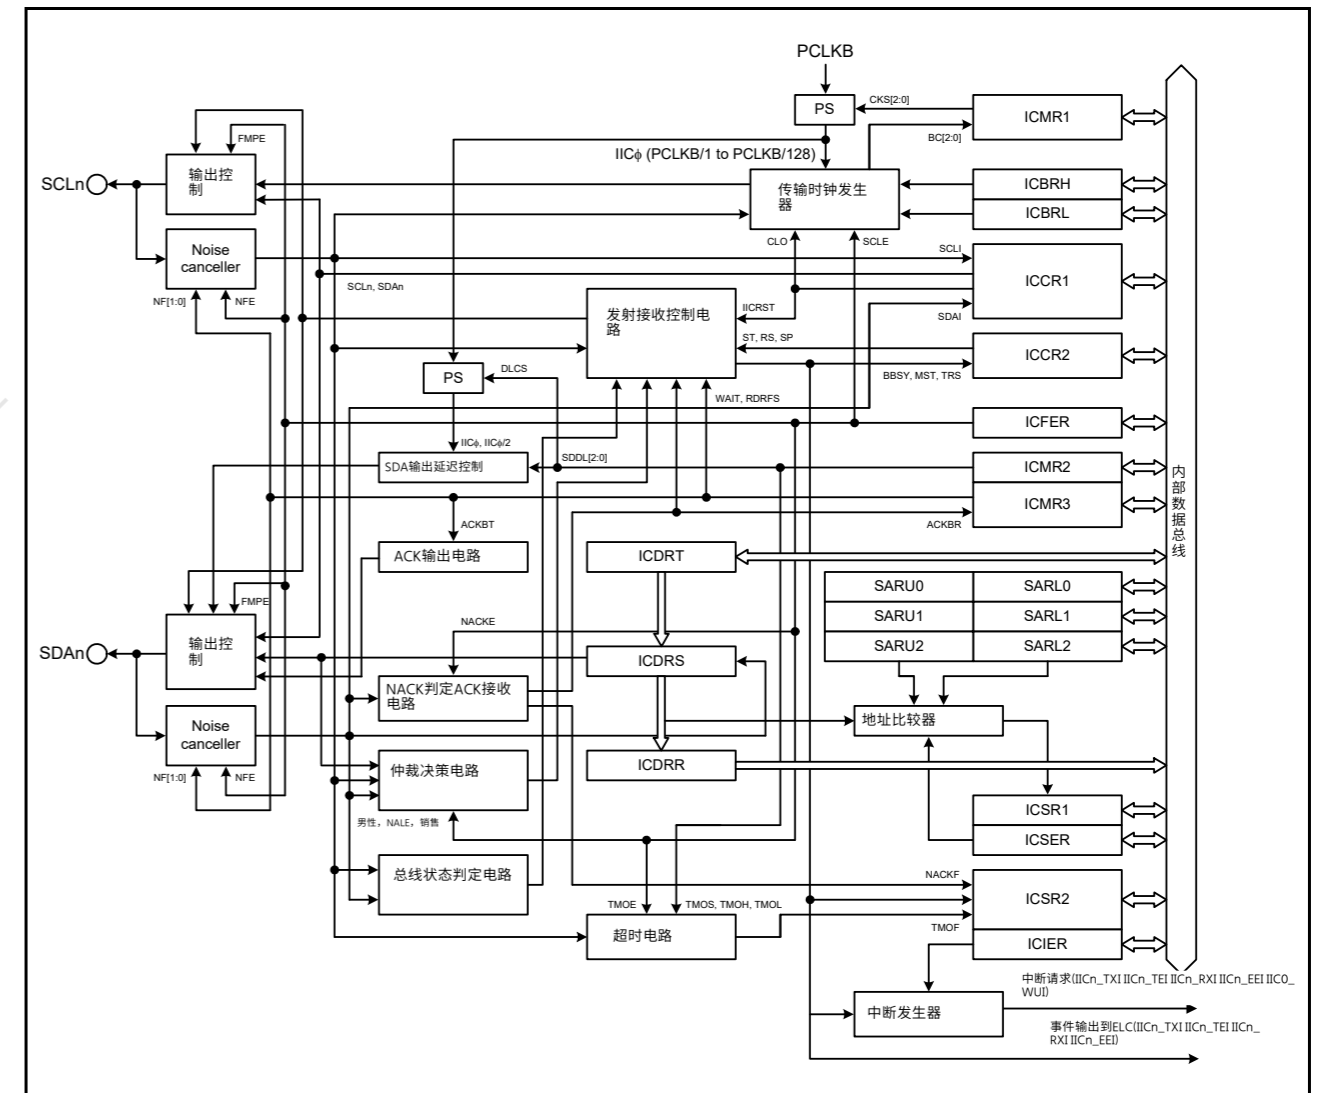 PCLKB
PS
CKS[2:0]
ICMR1
BC[2:0]
FMPE
IICϕ (PCLKB/1 to PCLKB/128)
SCLn
输出控
制
传输时钟发生
器
ICBRH
ICBRL
Noise
canceller
CLO
SCLE
SCLI
ICCR1
NF[1:0]
NFE
SCLn, SDAn
IICRST
SDAI
发射接收控制电
路
ST, RS, SP
ICCR2
BBSY, MST, TRS
PS
DLCS
WAIT, RDRFS
ICFER
IICϕ, IICϕ/2
SDA输出延迟控制
SDDL[2:0]
ICMR2
ICMR3
ACKBR
内
部
数
据
总
线
ACKBT
ACK输出电路
ICDRT
SARU0
SARL0
SARU1
SARL1
SARU2
SARL2
FMPE
NACKE
SDAn
输出控
制
ICDRS
NACK判定ACK接收
电路
地址比较器
Noise
canceller
NF[1:0]
NFE
仲裁决策电路
ICDRR
男性，NALE，销售
ICSR1
ICSER
总线状态判定电路
NACKF
ICSR2
TMOE
TMOS, TMOH, TMOL
TMOF
超时电路
ICIER
中断请求(IICn_TXI IICn_TEI IICn_RXI IICn_EEI IIC0_
WUI)
中断发生器
事件输出到ELC(IICn_TXI IICn_TEI IICn_
RXI IICn_EEI)